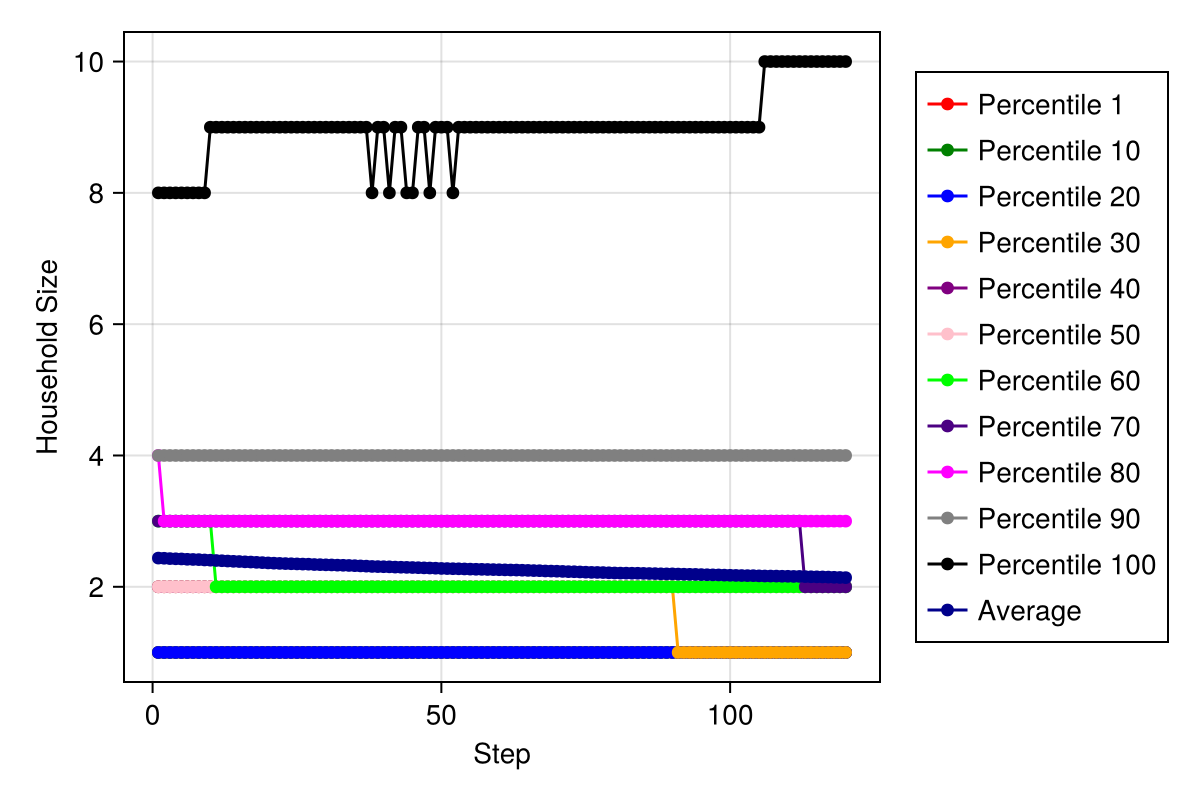 10
8
6
4
2
Household Size
0
50
100
Step
Percentile 1
Percentile 10
Percentile 20
Percentile 30
Percentile 40
Percentile 50
Percentile 60
Percentile 70
Percentile 80
Percentile 90
Percentile 100
Average